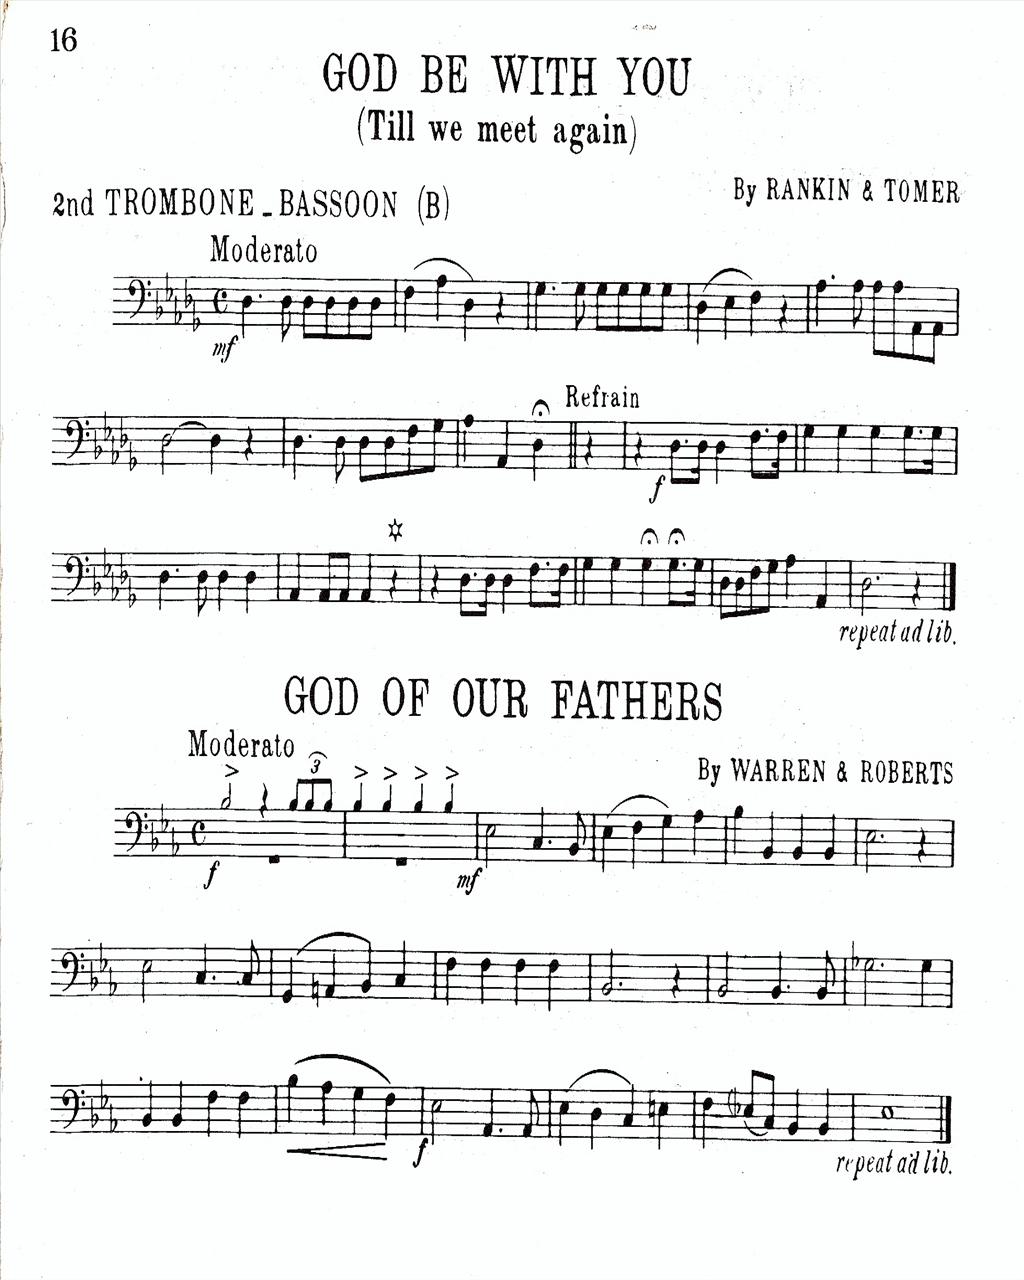 16
GOD BE WITH YOU
(Till we meet again)
2nd TROMBONE - BASSOON (B)
By RANKIN & TOMER
Moderato
mf
Refrain
f
repeat ad lib.
GOD OF OUR FATHERS
Moderato
By WARREN & ROBERTS
3
f
mf
f
repeat ad lib.